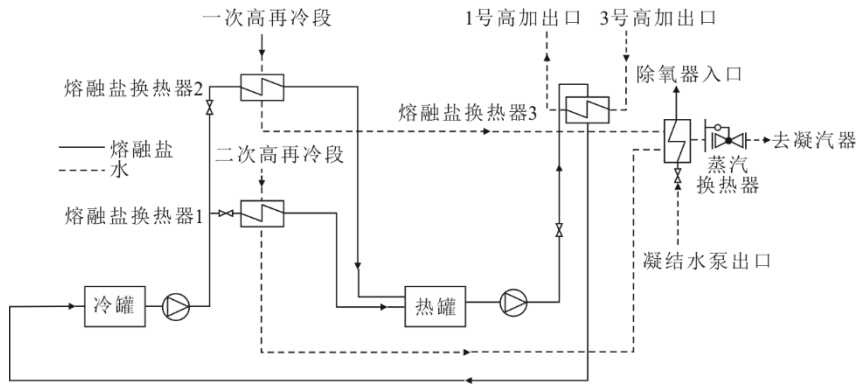 一次高再冷段
1号高加出口
3号高加出口
熔融盐换热器2
熔融盐换热器3
除氧器入口
熔融盐
水
二次高再冷段
去凝汽器
蒸汽
换热器
熔融盐换热器1
凝结水泵出口
冷罐
热罐